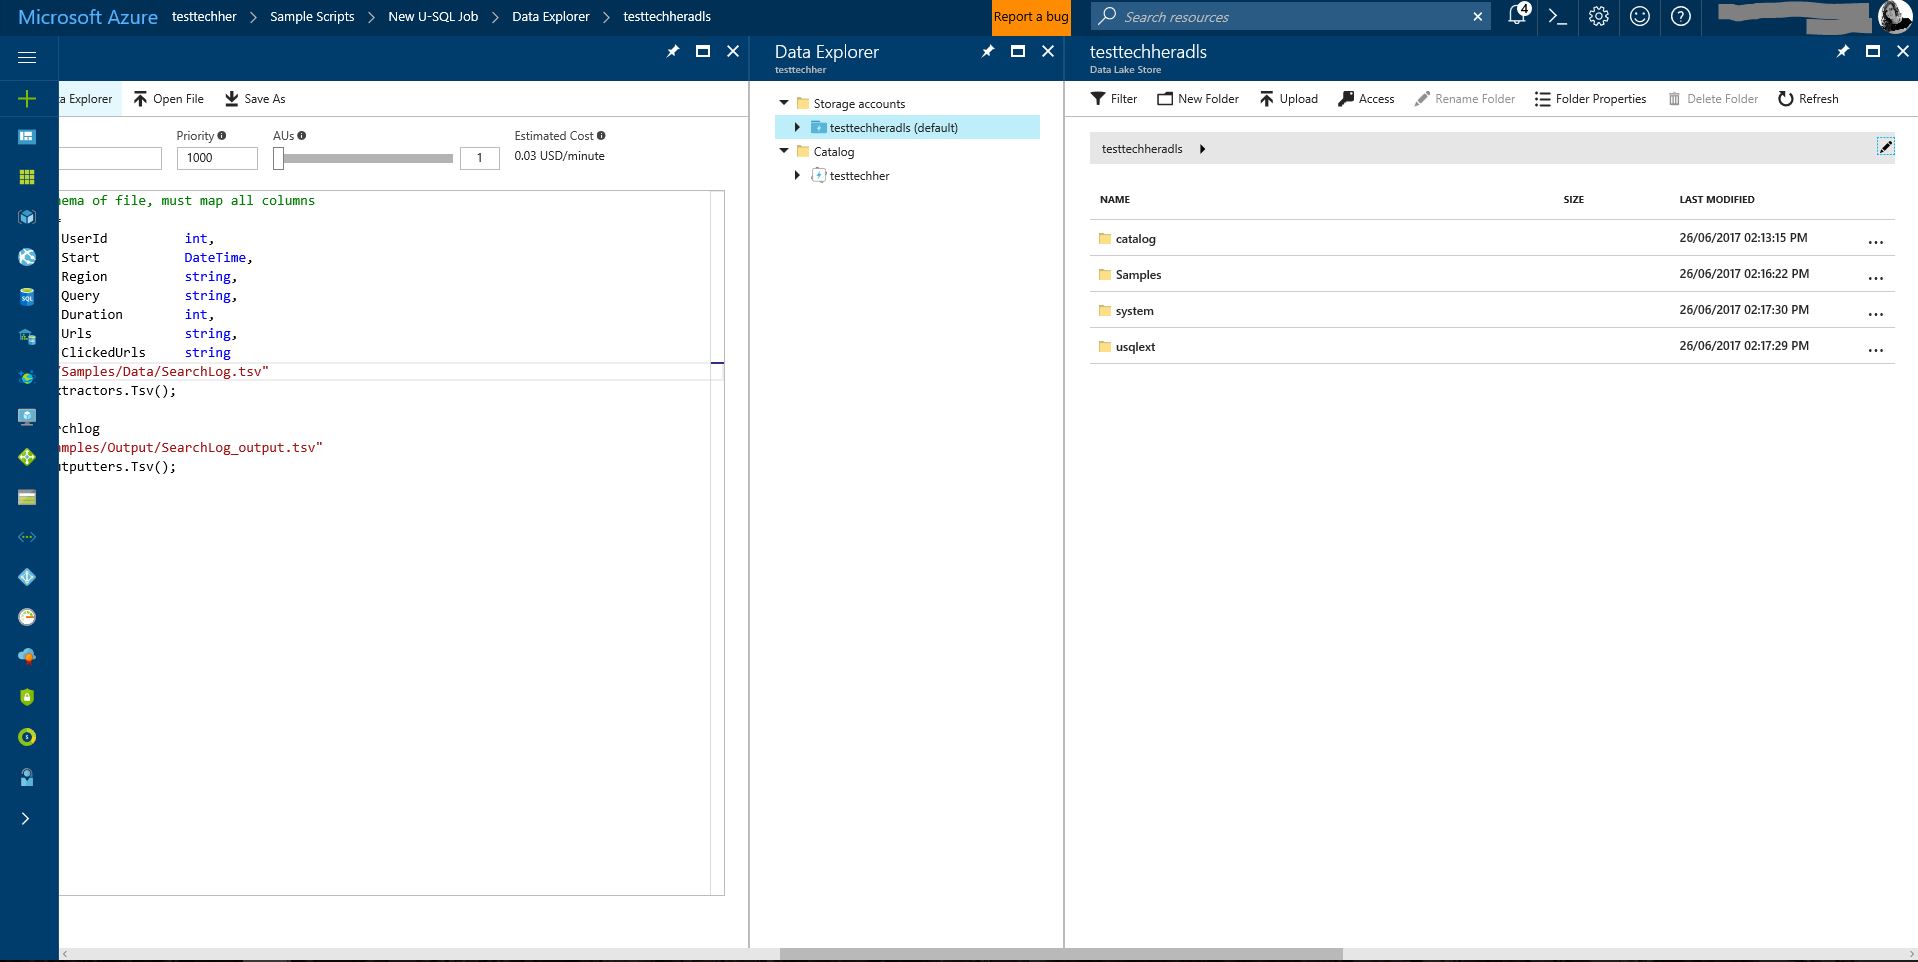 Microsoft Azure testtechher > Sample Scripts > New U-SQL Job > Data Explorer > testtechheradls
Report a bug
Search resources
4
a Explorer
Open File
Save As
Priority
AUs
Estimated Cost
1000
1
0.03 USD/minute
hema of file, must map all columns
=
UserId int,
Start DateTime,
Region string,
Query string,
Duration int,
Urls string,
ClickedUrls string
/Samples/Data/SearchLog.tsv"
xtractors.Tsv();
rchlog
amples/Output/SearchLog_output.tsv"
utputters.Tsv();
SQL
Data Explorer
testtechher
Storage accounts
testtechheradls (default)
Catalog
testtechher
testtechheradls
Data Lake Store
Filter
New Folder
Upload
Access
Rename Folder
Folder Properties
Delete Folder
Refresh
testtechheradls
NAME SIZE LAST MODIFIED
catalog 26/06/2017 02:13:15 PM ...
Samples 26/06/2017 02:16:22 PM ...
system 26/06/2017 02:17:30 PM ...
usqlext 26/06/2017 02:17:29 PM ...